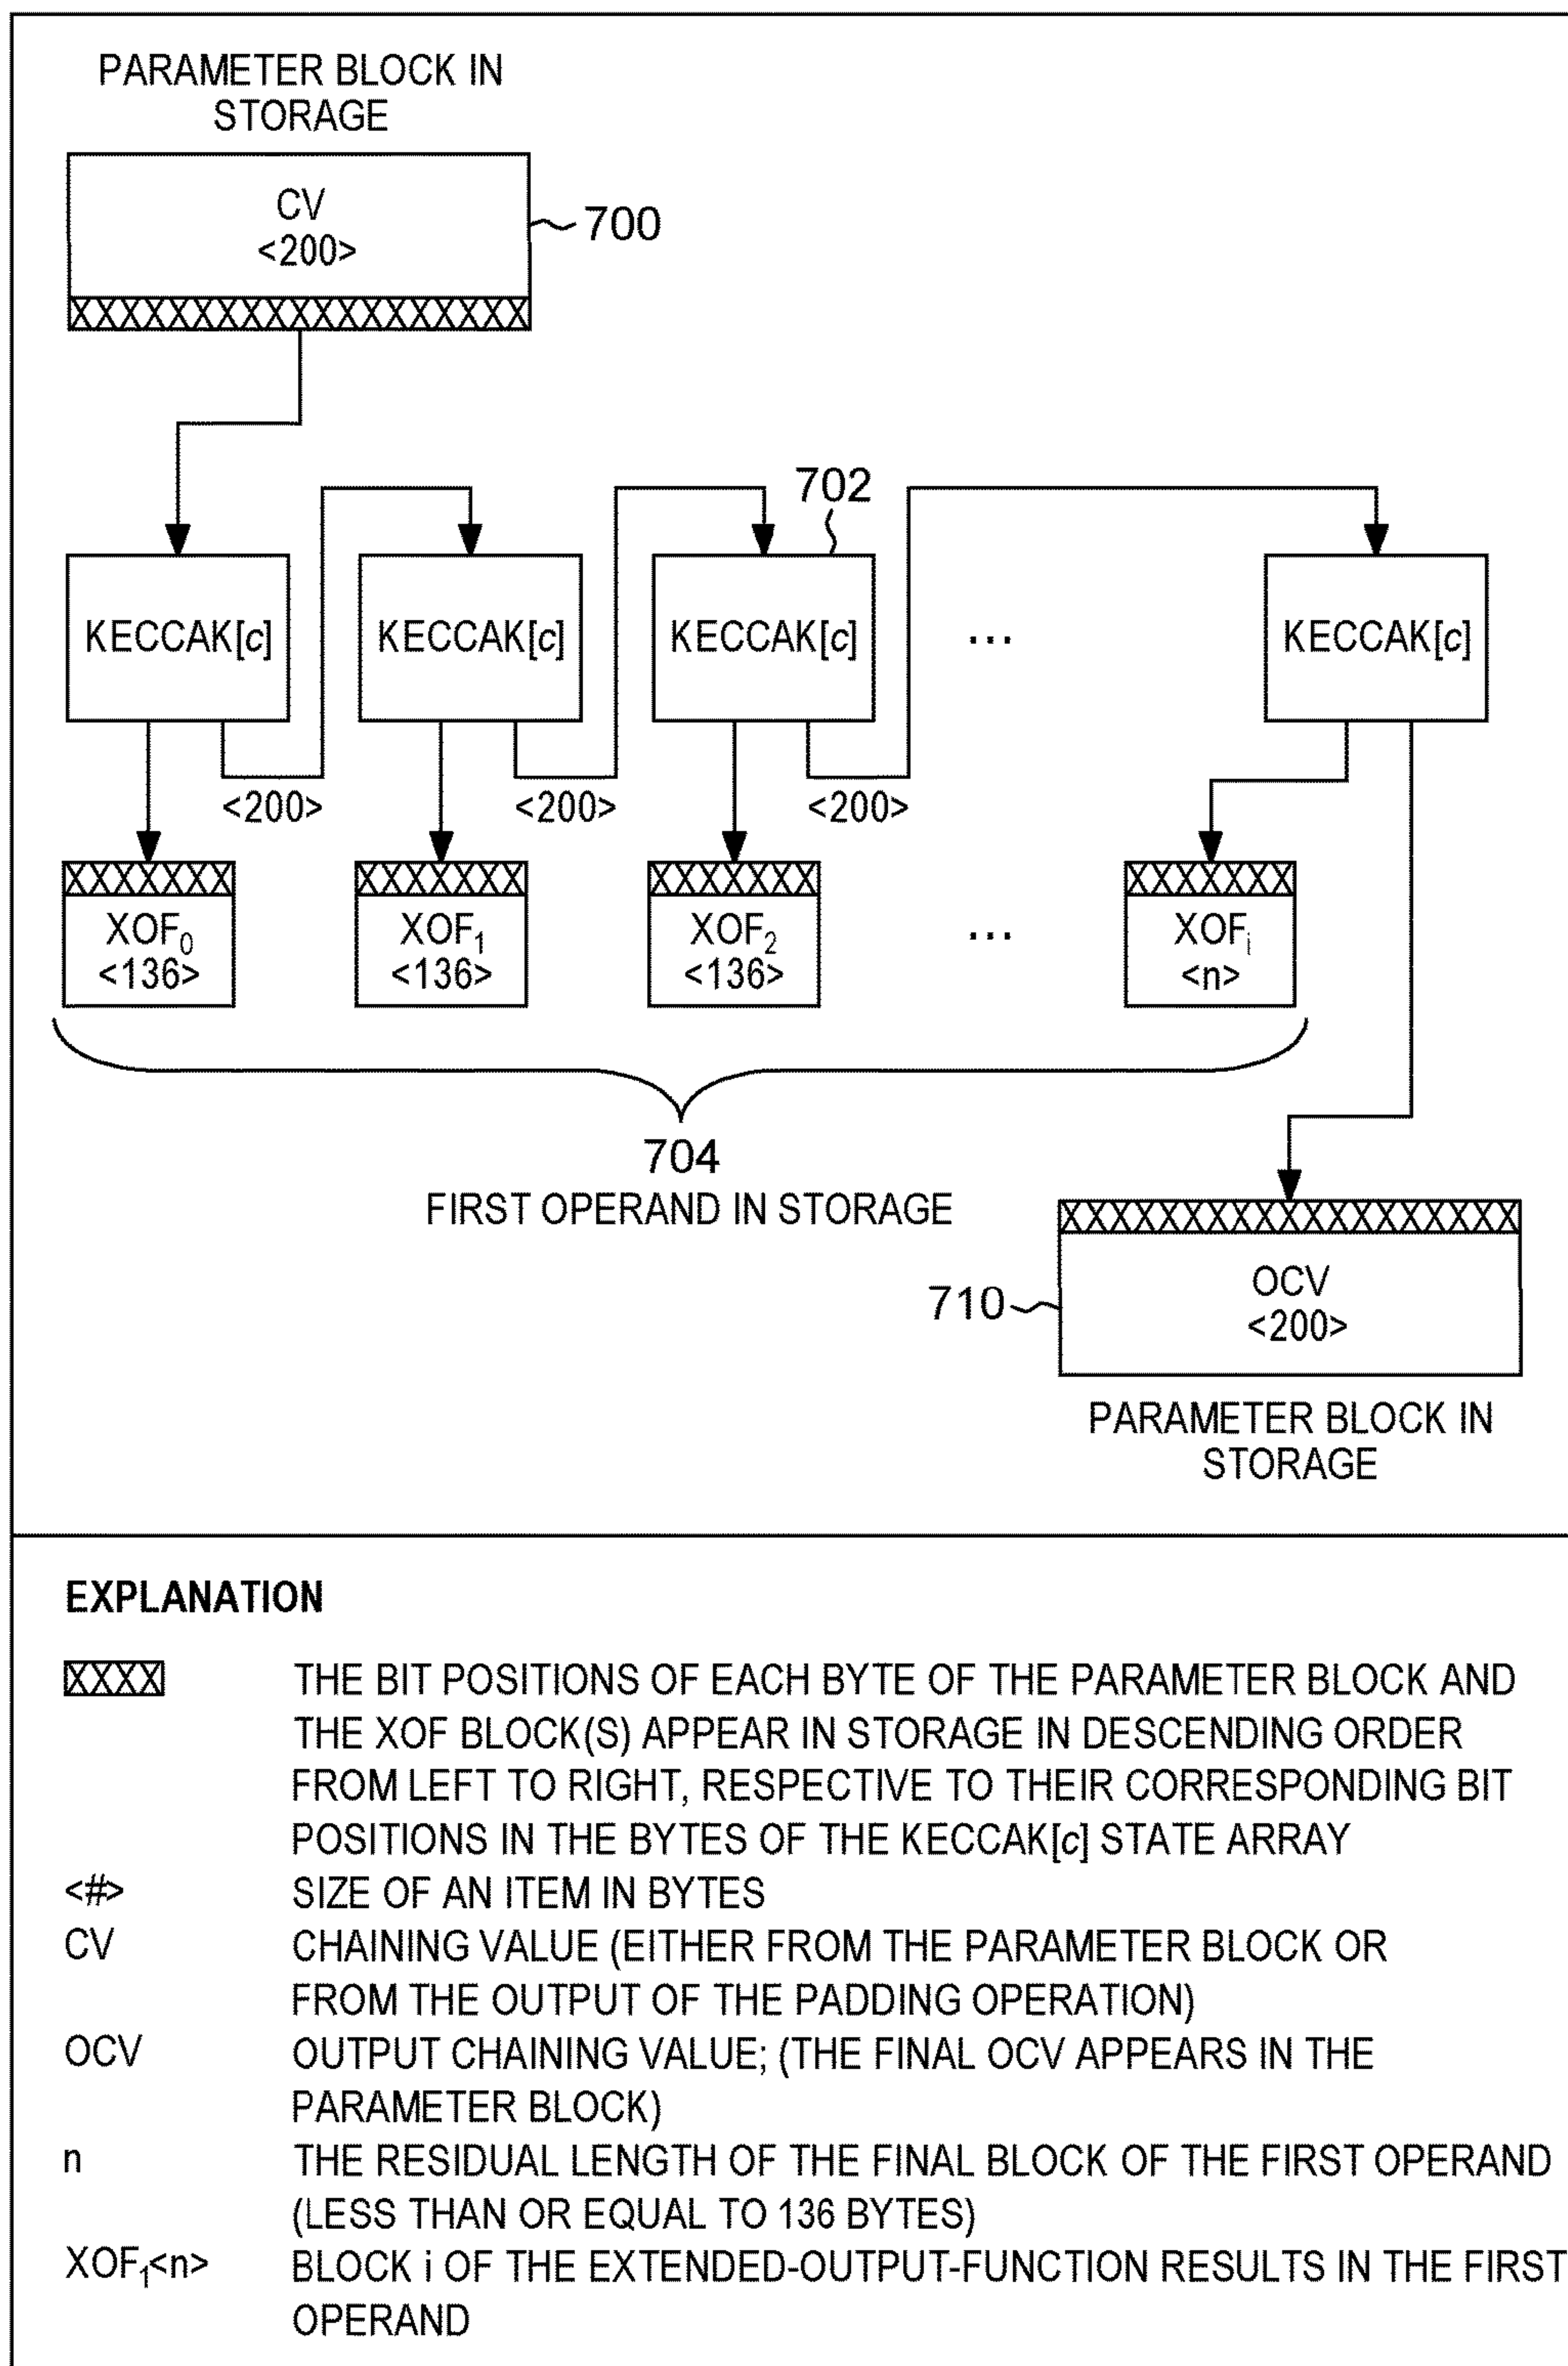 PARAMETER BLOCK IN
STORAGE
CV
<200>
700
702
KECCAK[c] KECCAK[c] KECCAK[c] ... KECCAK[c]
<200> <200> <200>
XOF₀ XOF₁ XOF₂ ... XOFᵢ
<136> <136> <136> <n>
704
FIRST OPERAND IN STORAGE
OCV
710
<200>
PARAMETER BLOCK IN
STORAGE
EXPLANATION
THE BIT POSITIONS OF EACH BYTE OF THE PARAMETER BLOCK AND
THE XOF BLOCK(S) APPEAR IN STORAGE IN DESCENDING ORDER
FROM LEFT TO RIGHT, RESPECTIVE TO THEIR CORRESPONDING BIT
POSITIONS IN THE BYTES OF THE KECCAK[c] STATE ARRAY
<#> SIZE OF AN ITEM IN BYTES
CV CHAINING VALUE (EITHER FROM THE PARAMETER BLOCK OR
FROM THE OUTPUT OF THE PADDING OPERATION)
OCV OUTPUT CHAINING VALUE; (THE FINAL OCV APPEARS IN THE
PARAMETER BLOCK)
n THE RESIDUAL LENGTH OF THE FINAL BLOCK OF THE FIRST OPERAND
(LESS THAN OR EQUAL TO 136 BYTES)
XOF₁<n> BLOCK i OF THE EXTENDED-OUTPUT-FUNCTION RESULTS IN THE FIRST
OPERAND